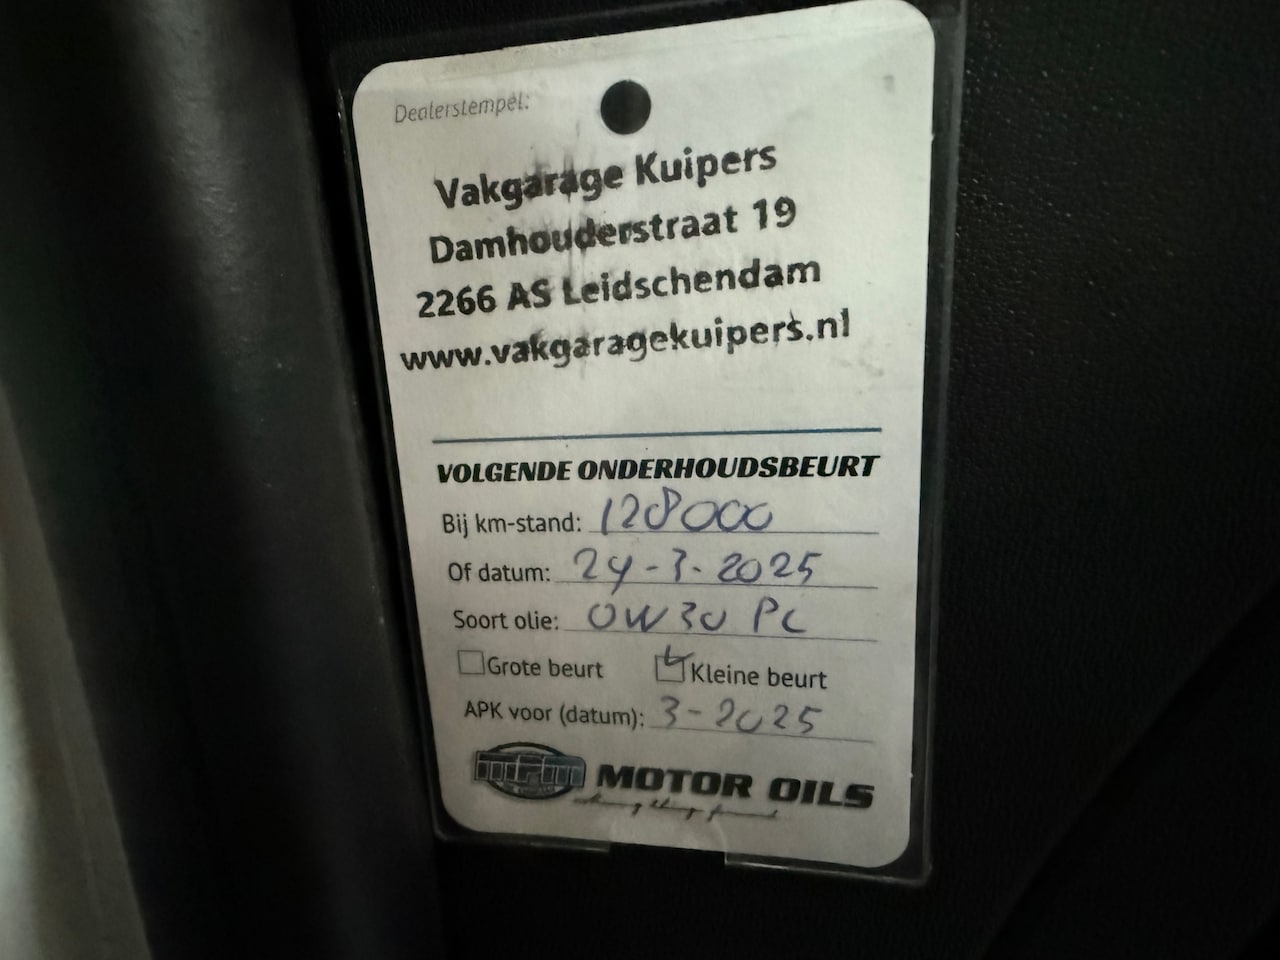 Dealerstempel:
Vakgarage Kuipers
Damhouderstraat 19
2266 AS Leidschendam
www.vakgaragekuipers.nl
VOLGENDE ONDERHOUDSBEURT
Bij km-stand: 128000
Of datum: 24-3-2025
Soort olie: 0W30 PC
Grote beurt Kleine beurt
APK voor (datum): 3-2025
MPM MOTOR OILS